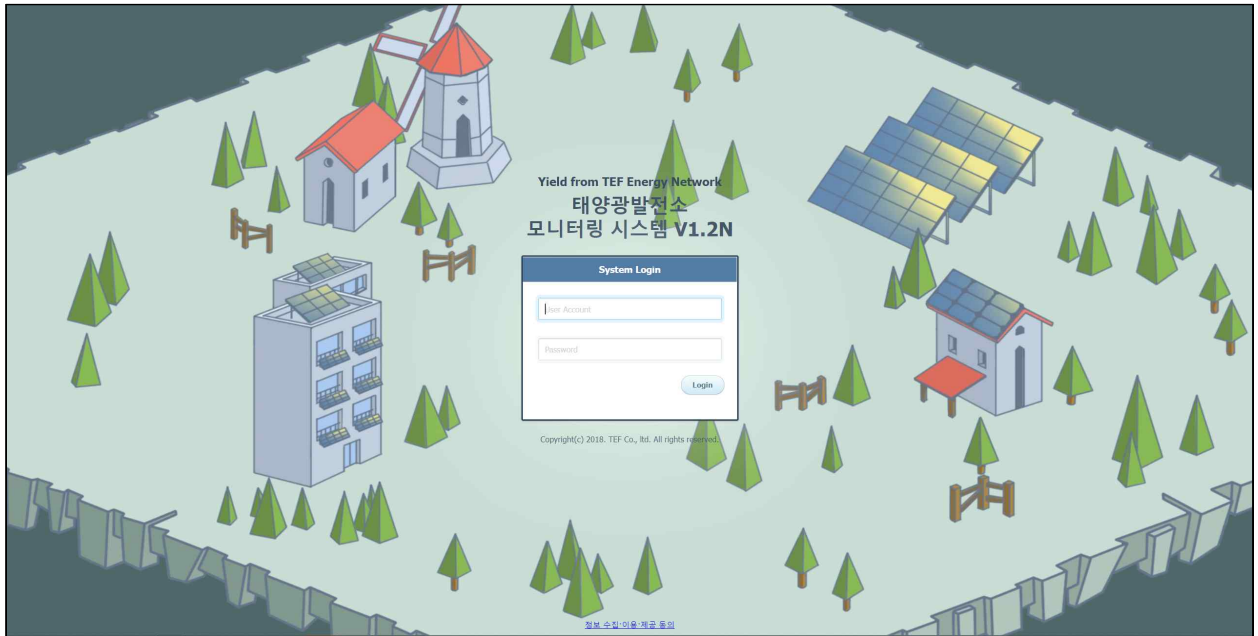 Yield from TEF Energy Network
태양광발전소
모니터링 시스템 V1.2N
System Login
User Account
Password
Login
Copyright(c) 2018. TEF Co., ltd. All rights reserved.
정보 수집·이용·제공 동의